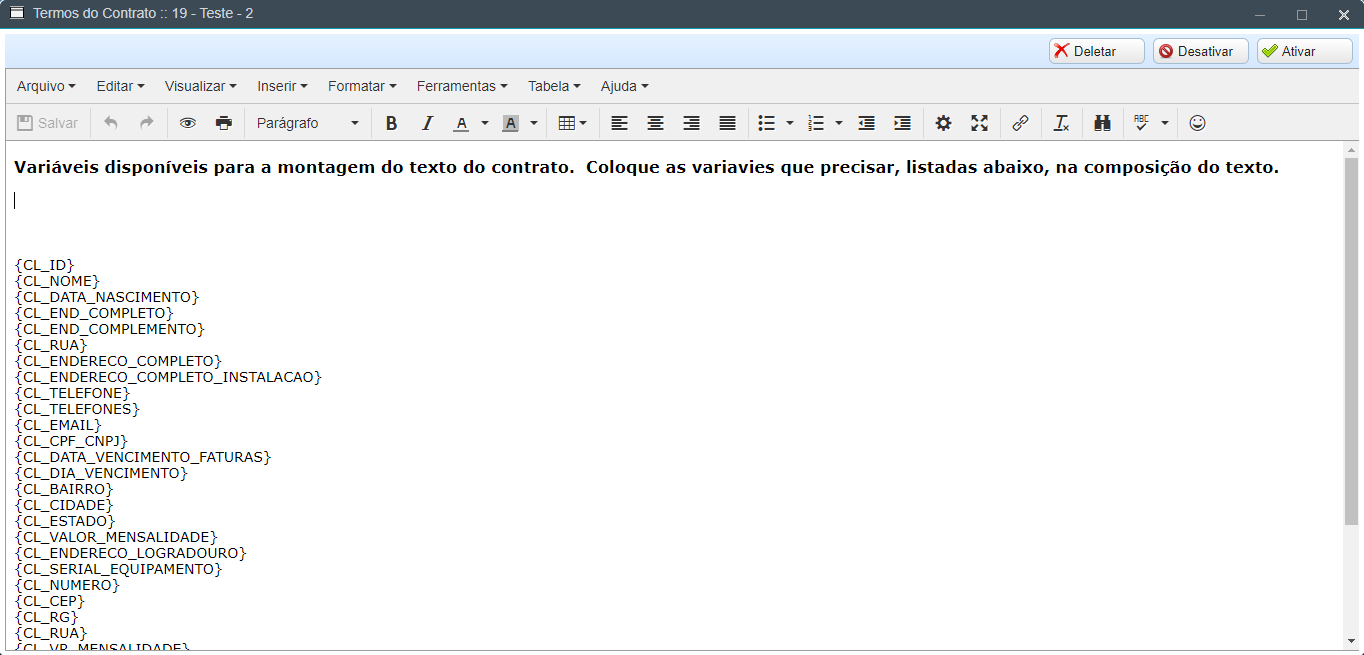 Termos do Contrato :: 19 - Teste - 2
Deletar Desativar Ativar
Arquivo Editar Visualizar Inserir Formatar Ferramentas Tabela Ajuda
Salvar Parágrafo B I A A ABC
Variáveis disponíveis para a montagem do texto do contrato.  Coloque as variavies que precisar, listadas abaixo, na composição do texto.
{CL_ID}
{CL_NOME}
{CL_DATA_NASCIMENTO}
{CL_END_COMPLETO}
{CL_END_COMPLEMENTO}
{CL_RUA}
{CL_ENDERECO_COMPLETO}
{CL_ENDERECO_COMPLETO_INSTALACAO}
{CL_TELEFONE}
{CL_TELEFONES}
{CL_EMAIL}
{CL_CPF_CNPJ}
{CL_DATA_VENCIMENTO_FATURAS}
{CL_DIA_VENCIMENTO}
{CL_BAIRRO}
{CL_CIDADE}
{CL_ESTADO}
{CL_VALOR_MENSALIDADE}
{CL_ENDERECO_LOGRADOURO}
{CL_SERIAL_EQUIPAMENTO}
{CL_NUMERO}
{CL_CEP}
{CL_RG}
{CL_RUA}
{CL_VR_MENSALIDADE}